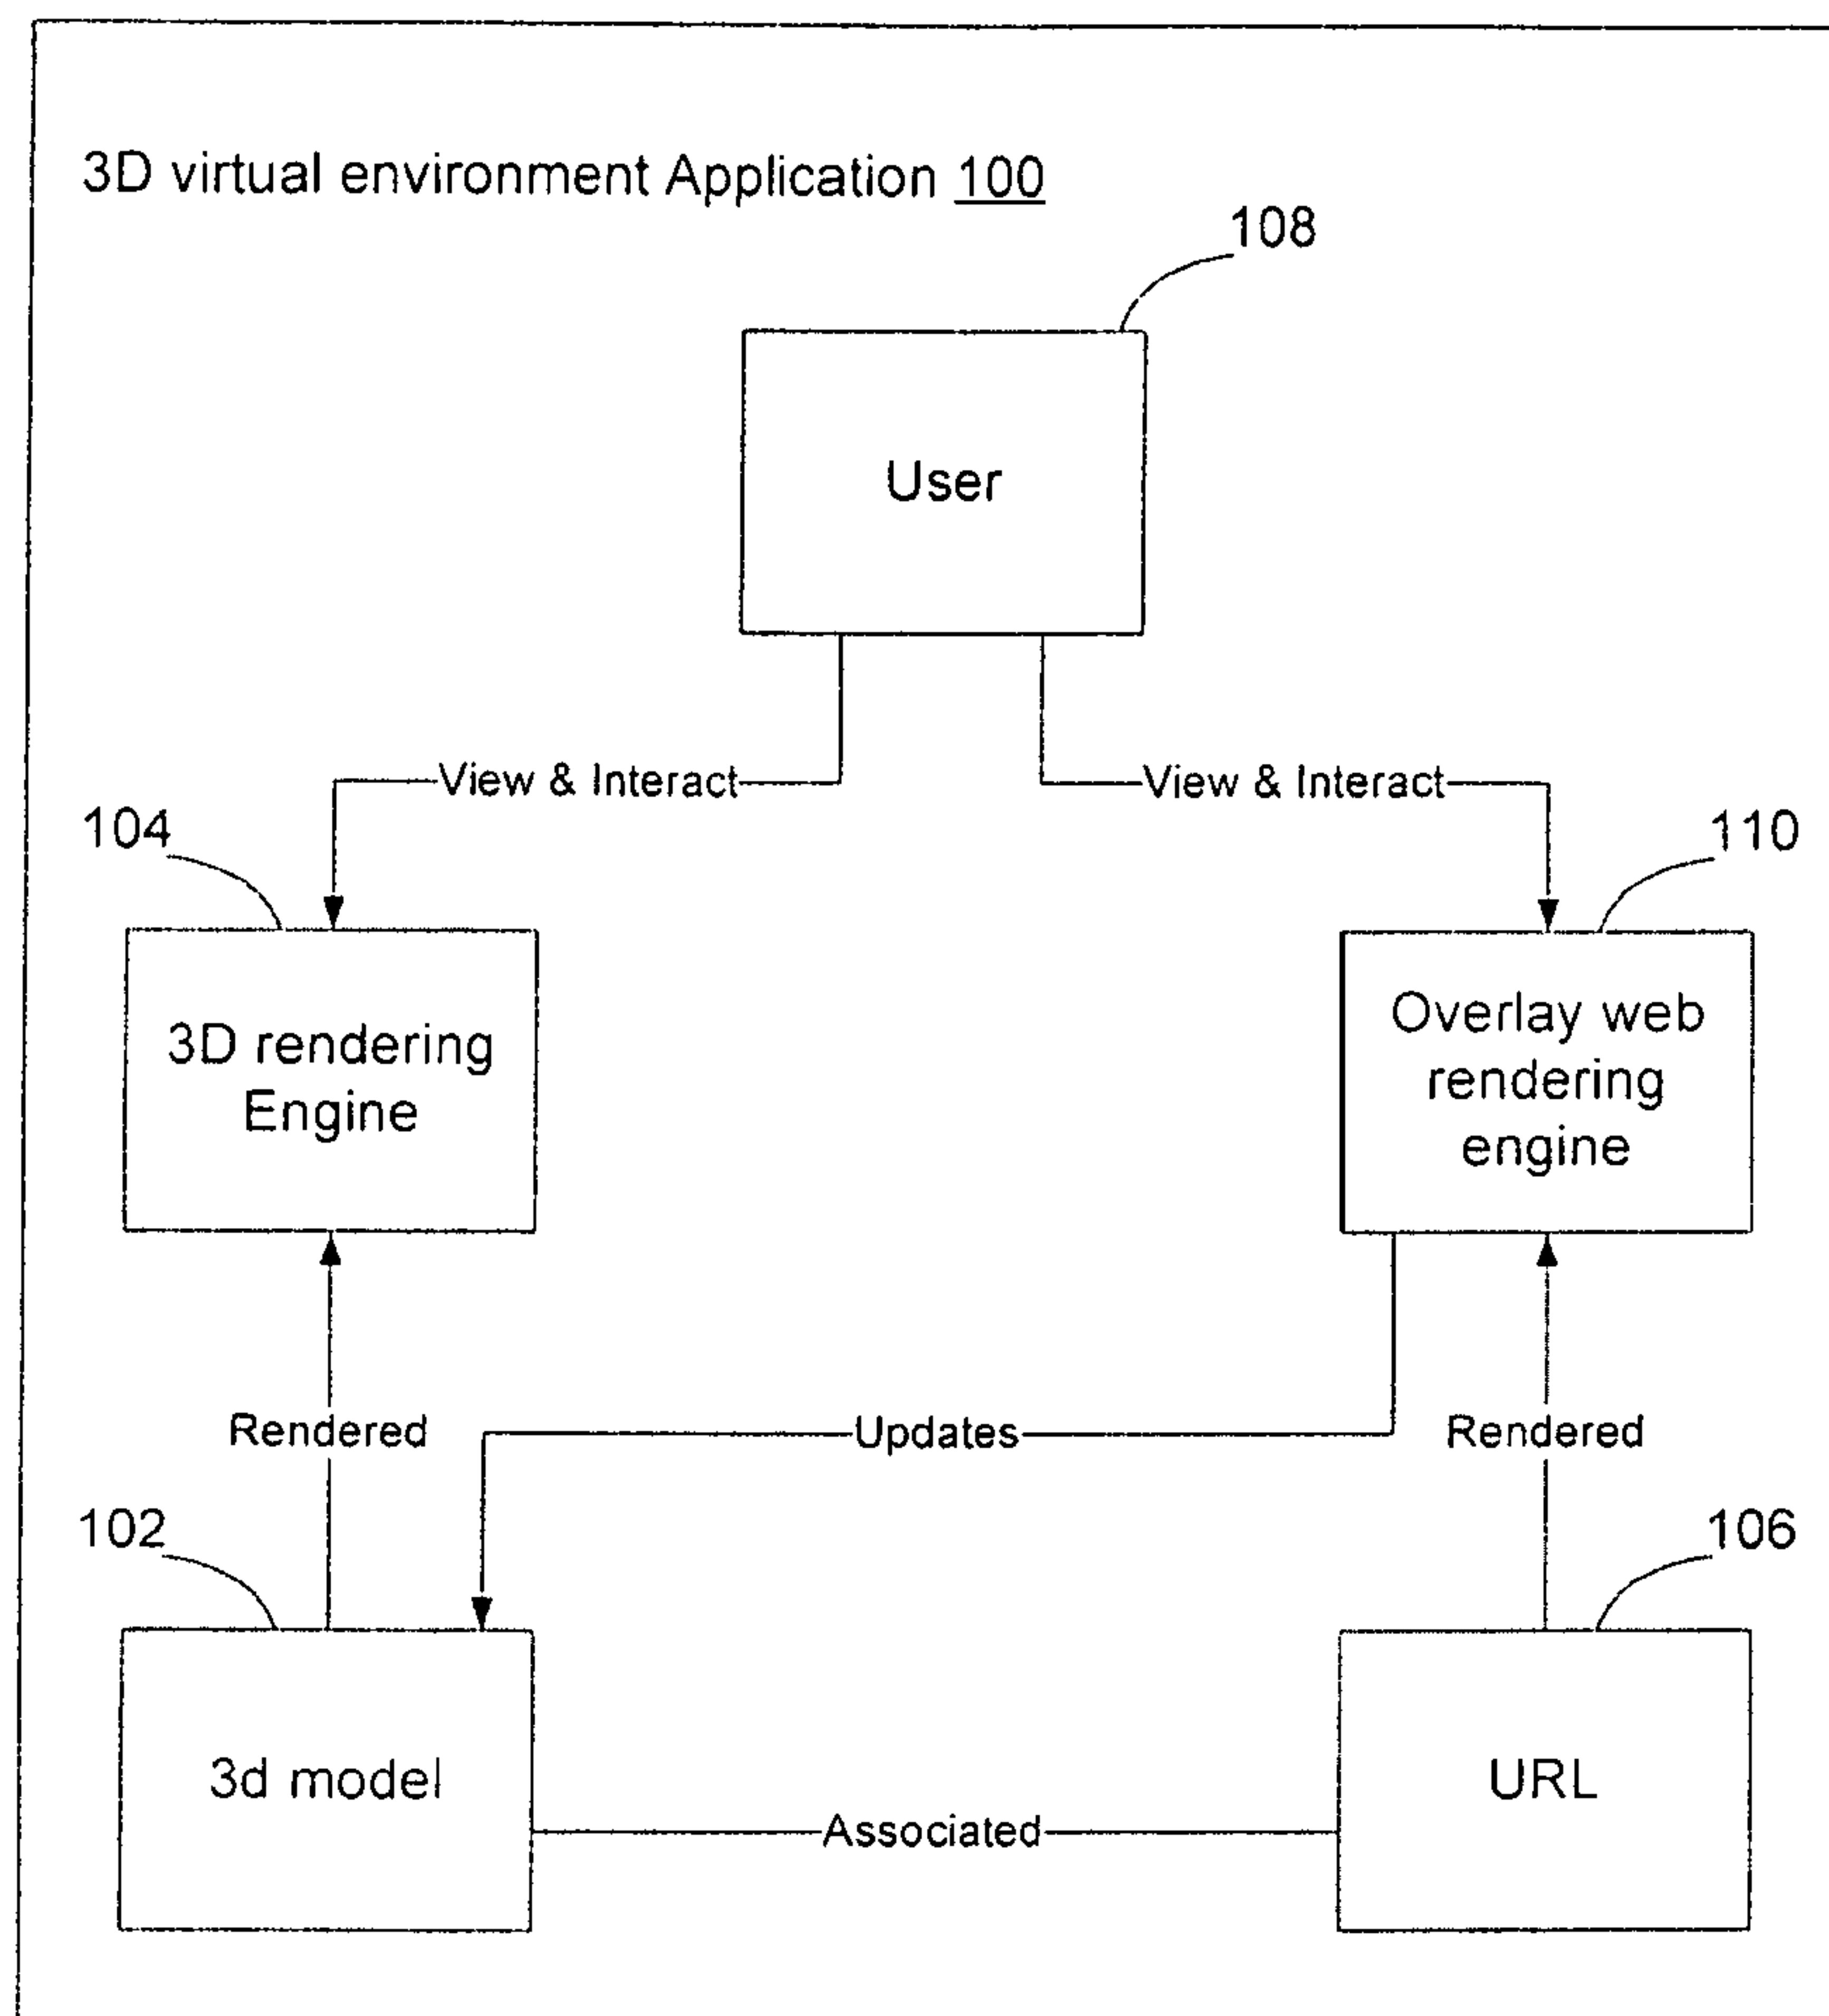 3D virtual environment Application 100
108
User
View & Interact
View & Interact
104
110
3D rendering
Engine
Overlay web
rendering
engine
Rendered
Updates
Rendered
102
106
3d model
URL
Associated